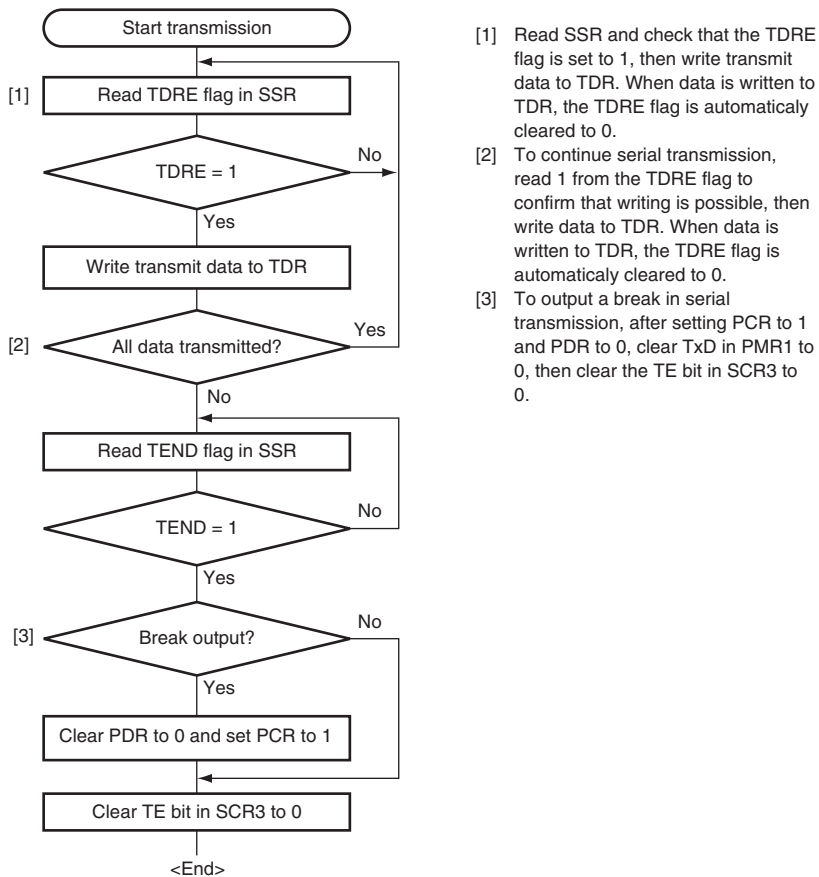 Start transmission
[1]
Read TDRE flag in SSR
TDRE = 1
No
Yes
Write transmit data to TDR
[2]
All data transmitted?
Yes
No
Read TEND flag in SSR
TEND = 1
No
Yes
[3]
Break output?
No
Yes
Clear PDR to 0 and set PCR to 1
Clear TE bit in SCR3 to 0
<End>
[1] Read SSR and check that the TDRE
flag is set to 1, then write transmit
data to TDR. When data is written to
TDR, the TDRE flag is automaticaly
cleared to 0.
[2] To continue serial transmission,
read 1 from the TDRE flag to
confirm that writing is possible, then
write data to TDR. When data is
written to TDR, the TDRE flag is
automaticaly cleared to 0.
[3] To output a break in serial
transmission, after setting PCR to 1
and PDR to 0, clear TxD in PMR1 to
0, then clear the TE bit in SCR3 to
0.